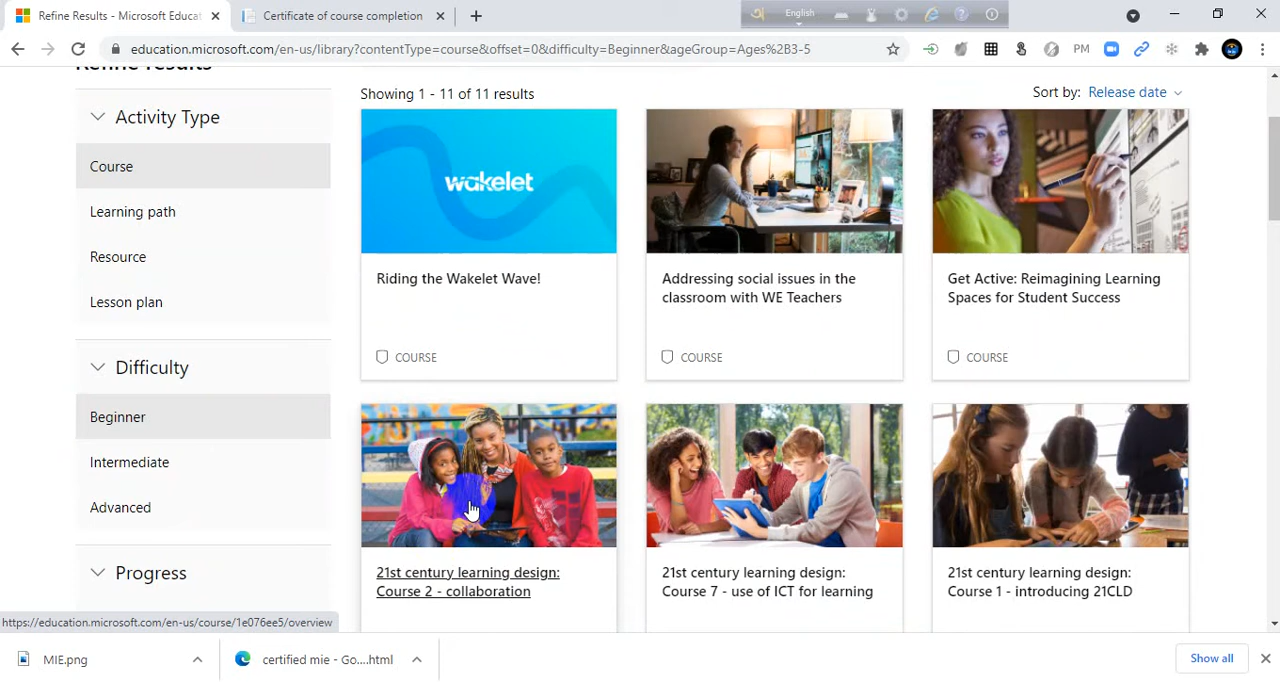 Refine Results - Microsoft Educat
Certificate of course completion
English
education.microsoft.com/en-us/library?contentType=course&offset=0&difficulty=Beginner&ageGroup=Ages%2B3-5
PM
Refine results
Showing 1 - 11 of 11 results
Sort by: Release date
Activity Type
Course
Learning path
Resource
Lesson plan
Difficulty
Beginner
Intermediate
Advanced
Progress
wakelet
Riding the Wakelet Wave!
COURSE
Addressing social issues in the
classroom with WE Teachers
COURSE
Get Active: Reimagining Learning
Spaces for Student Success
COURSE
21st century learning design:
Course 2 - collaboration
21st century learning design:
Course 7 - use of ICT for learning
21st century learning design:
Course 1 - introducing 21CLD
https://education.microsoft.com/en-us/course/1e076ee5/overview
MIE.png
certified mie - Go....html
Show all